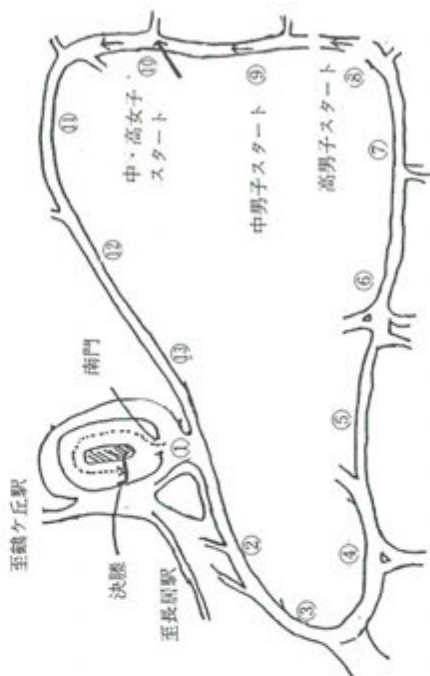 至鶴ケ丘駅
決勝
至長居駅
南門
①
②
③
④
⑤
⑥
⑦
⑧
⑨
⑩
⑪
⑫
⑬
中・高女子・
スタート
中男子スタート
高男子スタート